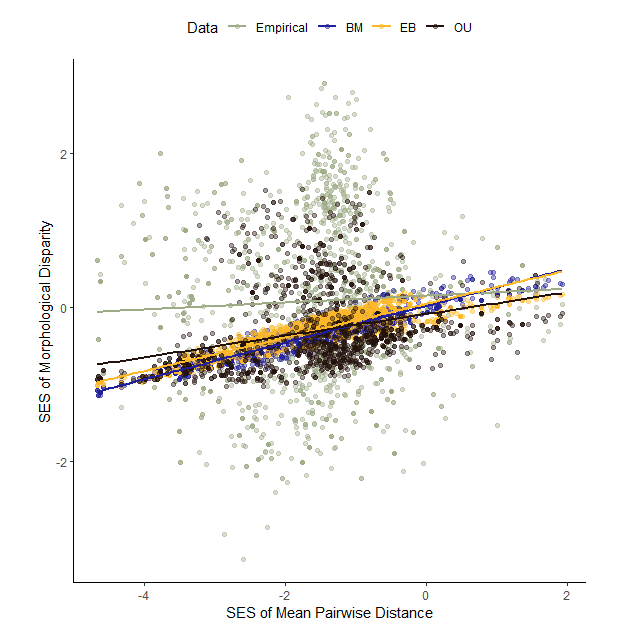 Data Empirical BM EB OU
2
0
-2
SES of Morphological Disparity
-4 -2 0 2
SES of Mean Pairwise Distance